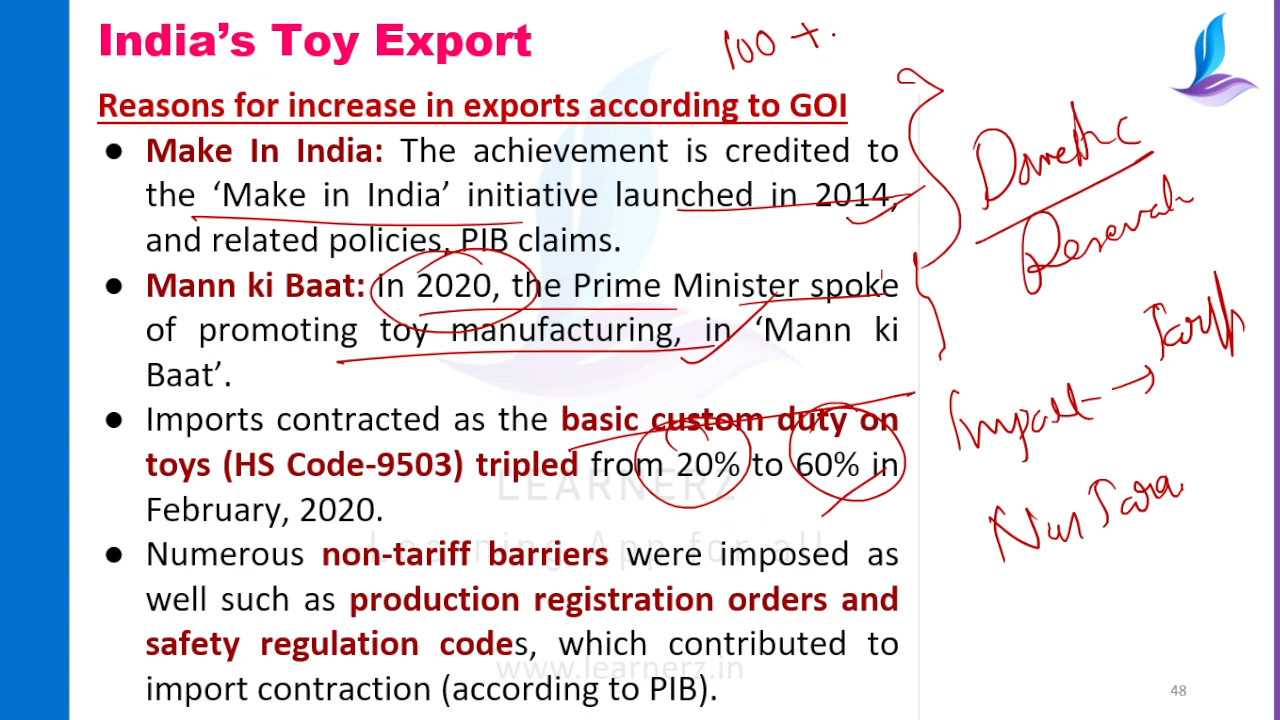 India's Toy Export
100 +
Reasons for increase in exports according to GOI
● Make In India: The achievement is credited to
the ‘Make in India’ initiative launched in 2014,
and related policies, PIB claims.
● Mann ki Baat: In 2020, the Prime Minister spoke
of promoting toy manufacturing, in ‘Mann ki
Baat’.
● Imports contracted as the basic custom duty on
toys (HS Code-9503) tripled from 20% to 60% in
February, 2020.
● Numerous non-tariff barriers were imposed as
well such as production registration orders and
safety regulation codes, which contributed to
import contraction (according to PIB).
Domestic
LEARNERZ
Learning App for all
www.learnerz.in
48